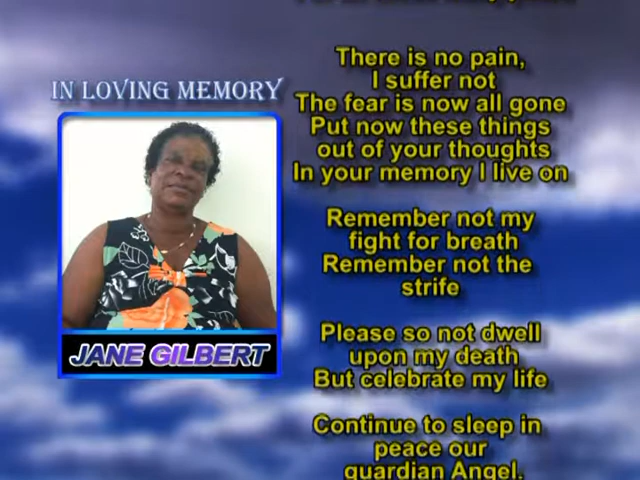 IN LOVING MEMORY
JANE GILBERT
There is no pain,
I suffer not
The fear is now all gone
Put now these things
out of your thoughts
In your memory I live on
Remember not my
fight for breath
Remember not the
strife
Please so not dwell
upon my death
But celebrate my life
Continue to sleep in
peace our
guardian Angel.